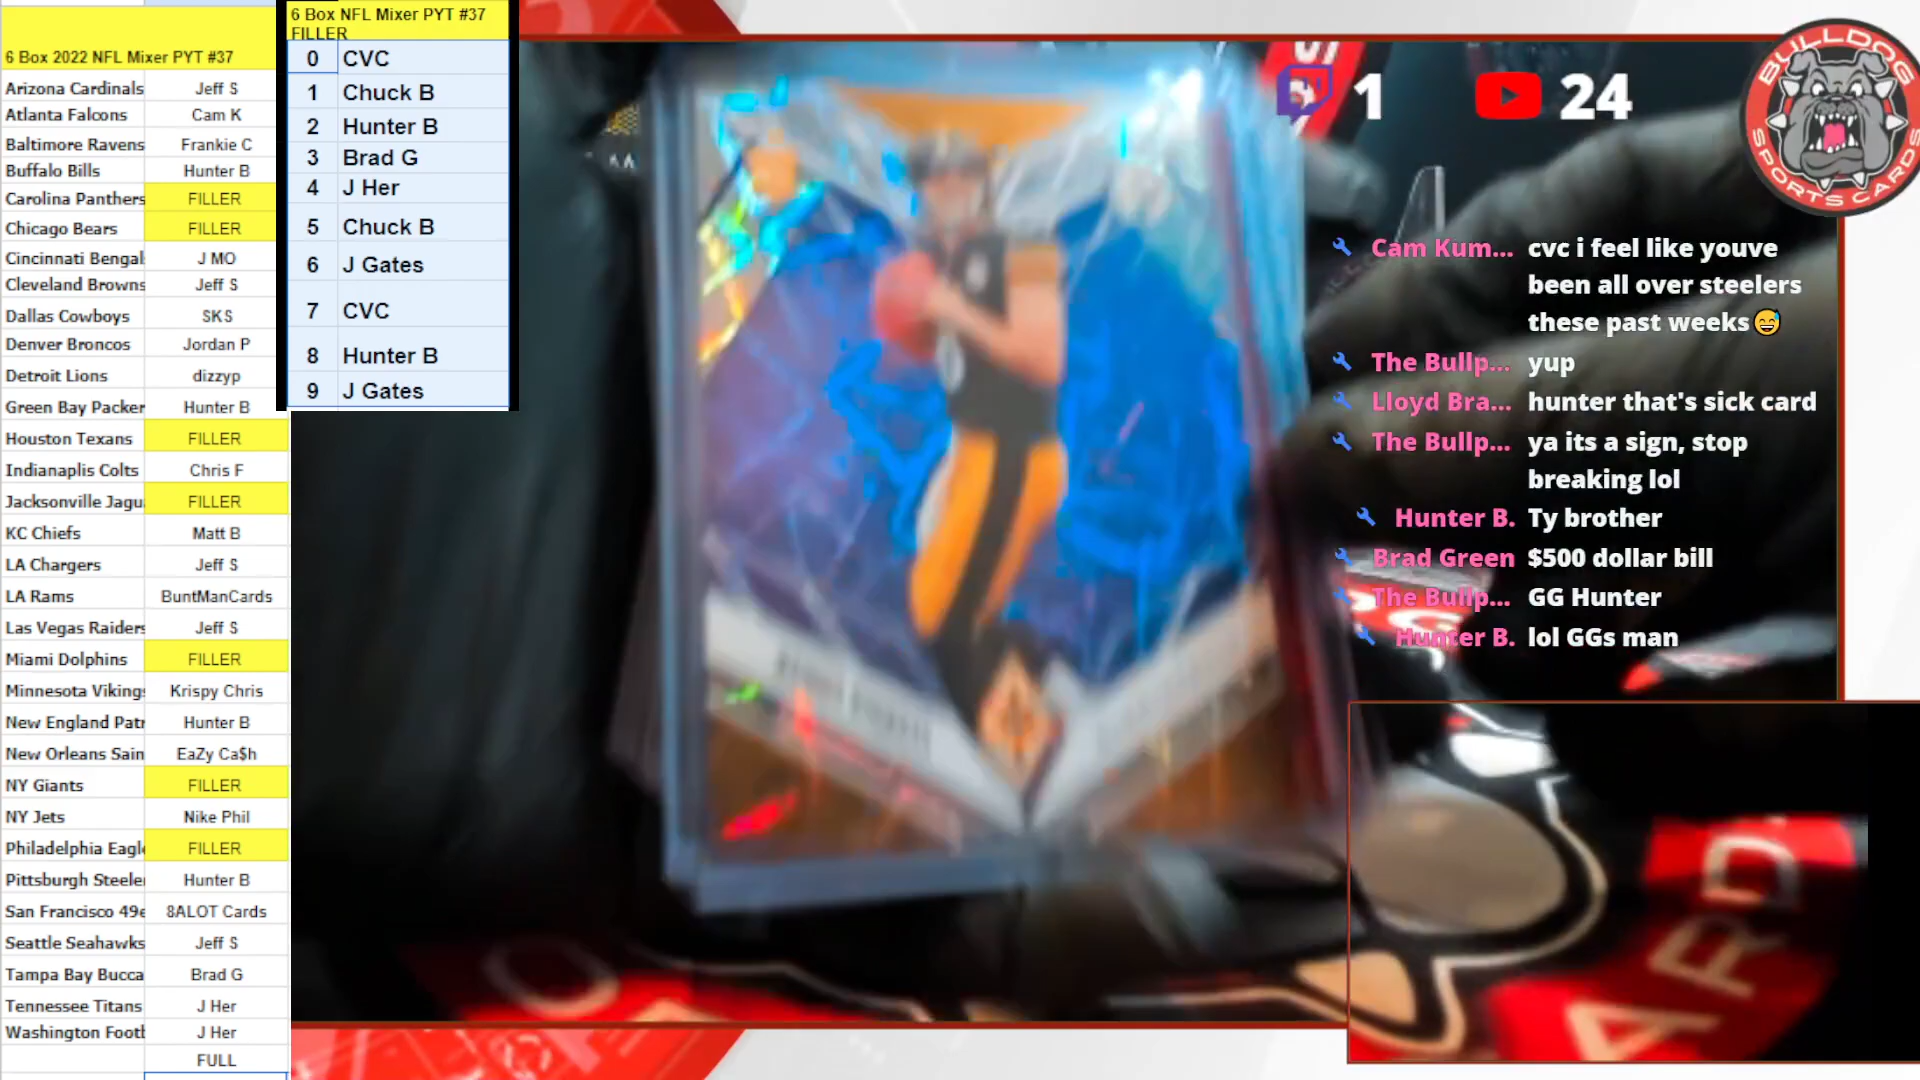 6 Box 2022 NFL Mixer PYT #37
Arizona Cardinals Jeff S
Atlanta Falcons Cam K
Baltimore Ravens Frankie C
Buffalo Bills Hunter B
Carolina Panthers FILLER
Chicago Bears FILLER
Cincinnati Bengal J MO
Cleveland Browns Jeff S
Dallas Cowboys SKS
Denver Broncos Jordan P
Detroit Lions dizzyp
Green Bay Packer Hunter B
Houston Texans FILLER
Indianaplis Colts Chris F
Jacksonville Jagu FILLER
KC Chiefs Matt B
LA Chargers Jeff S
LA Rams BuntManCards
Las Vegas Raiders Jeff S
Miami Dolphins FILLER
Minnesota Vikings Krispy Chris
New England Patr Hunter B
New Orleans Sain EaZy Ca$h
NY Giants FILLER
NY Jets Nike Phil
Philadelphia Eagle FILLER
Pittsburgh Steele Hunter B
San Francisco 49e 8ALOT Cards
Seattle Seahawks Jeff S
Tampa Bay Bucca Brad G
Tennessee Titans J Her
Washington Footb J Her
FULL
6 Box NFL Mixer PYT #37
FILLER
0 CVC
1 Chuck B
2 Hunter B
3 Brad G
4 J Her
5 Chuck B
6 J Gates
7 CVC
8 Hunter B
9 J Gates
1 24
BULLDOG
SPORTS CARDS
Cam Kum... cvc i feel like youve
been all over steelers
these past weeks😅
The Bullp... yup
Lloyd Bra... hunter that's sick card
The Bullp... ya its a sign, stop
breaking lol
Hunter B. Ty brother
Brad Green $500 dollar bill
The Bullp... GG Hunter
Hunter B. lol GGs man
ARD